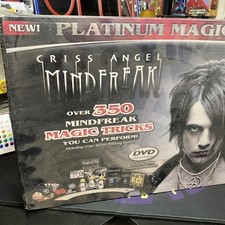 NEW! PLATINUM MAGIC
CRISS ANGEL
MINDFREAK
OVER 350
MINDFREAK
MAGIC TRICKS
YOU CAN PERFORM!
DVD